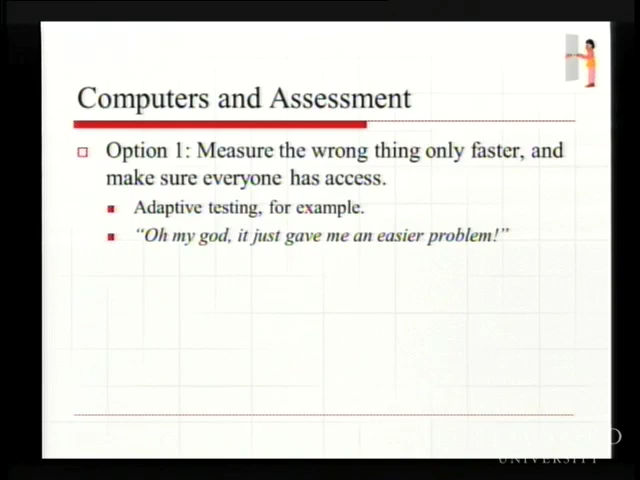 Computers and Assessment
Option 1: Measure the wrong thing only faster, and
make sure everyone has access.
Adaptive testing, for example.
"Oh my god, it just gave me an easier problem!"
UNIVERSITY